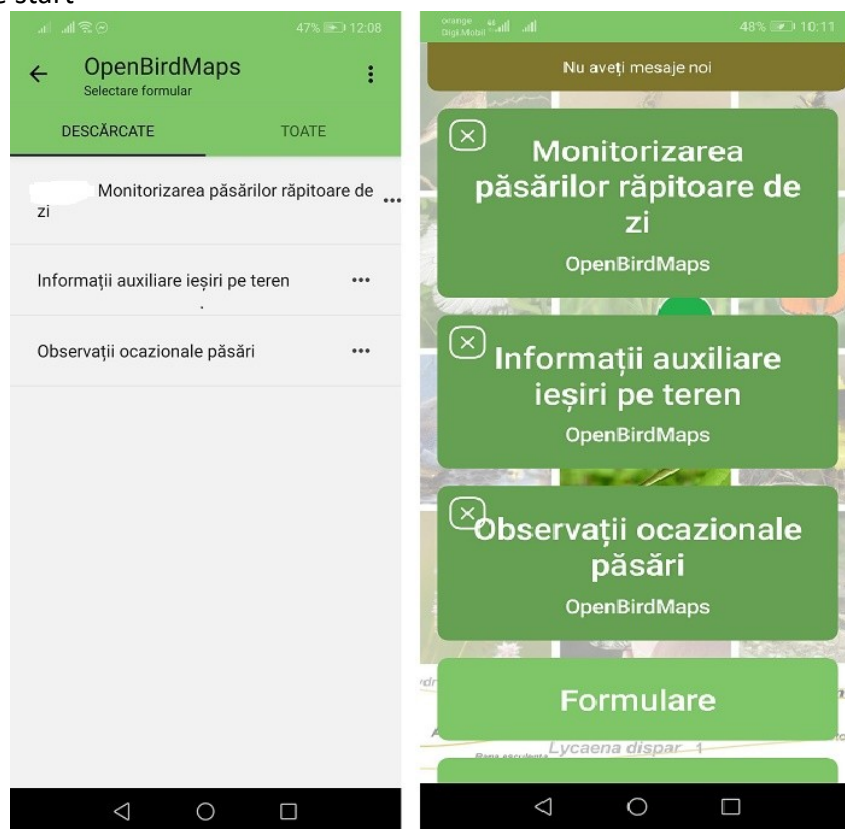 start
47% 12:08
OpenBirdMaps
Selectare formular
DESCĂRCATE TOATE
Monitorizarea păsărilor răpitoare de
zi
Informații auxiliare ieșiri pe teren
Observații ocazionale păsări
orange
Digi.Mobil
48% 10:11
Nu aveți mesaje noi
Monitorizarea
păsărilor răpitoare de
zi
OpenBirdMaps
Informații auxiliare
ieșiri pe teren
OpenBirdMaps
Observații ocazionale
păsări
OpenBirdMaps
Formulare
Lycaena dispar 1